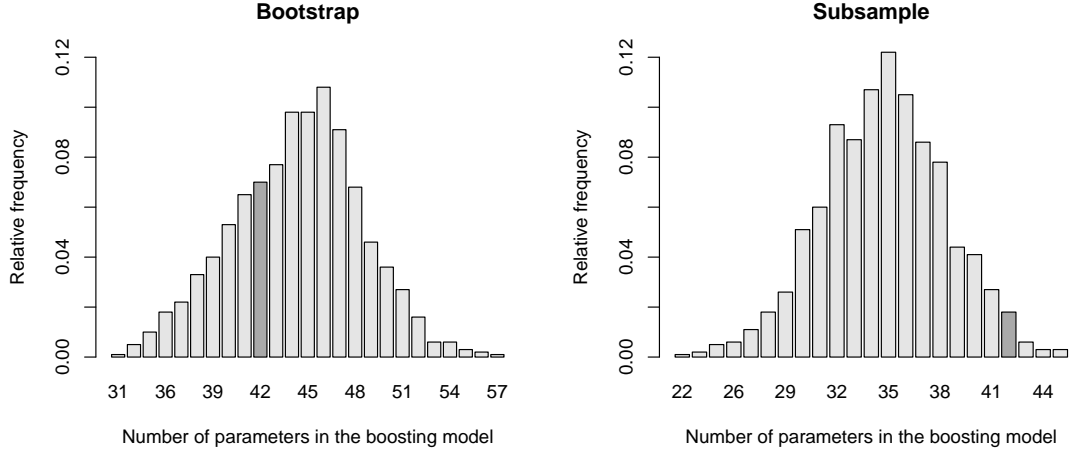 Bootstrap
Relative frequency
0.00 0.04 0.08 0.12
31 36 39 42 45 48 51 54 57
Number of parameters in the boosting model
Subsample
Relative frequency
0.00 0.04 0.08 0.12
22 26 29 32 35 38 41 44
Number of parameters in the boosting model